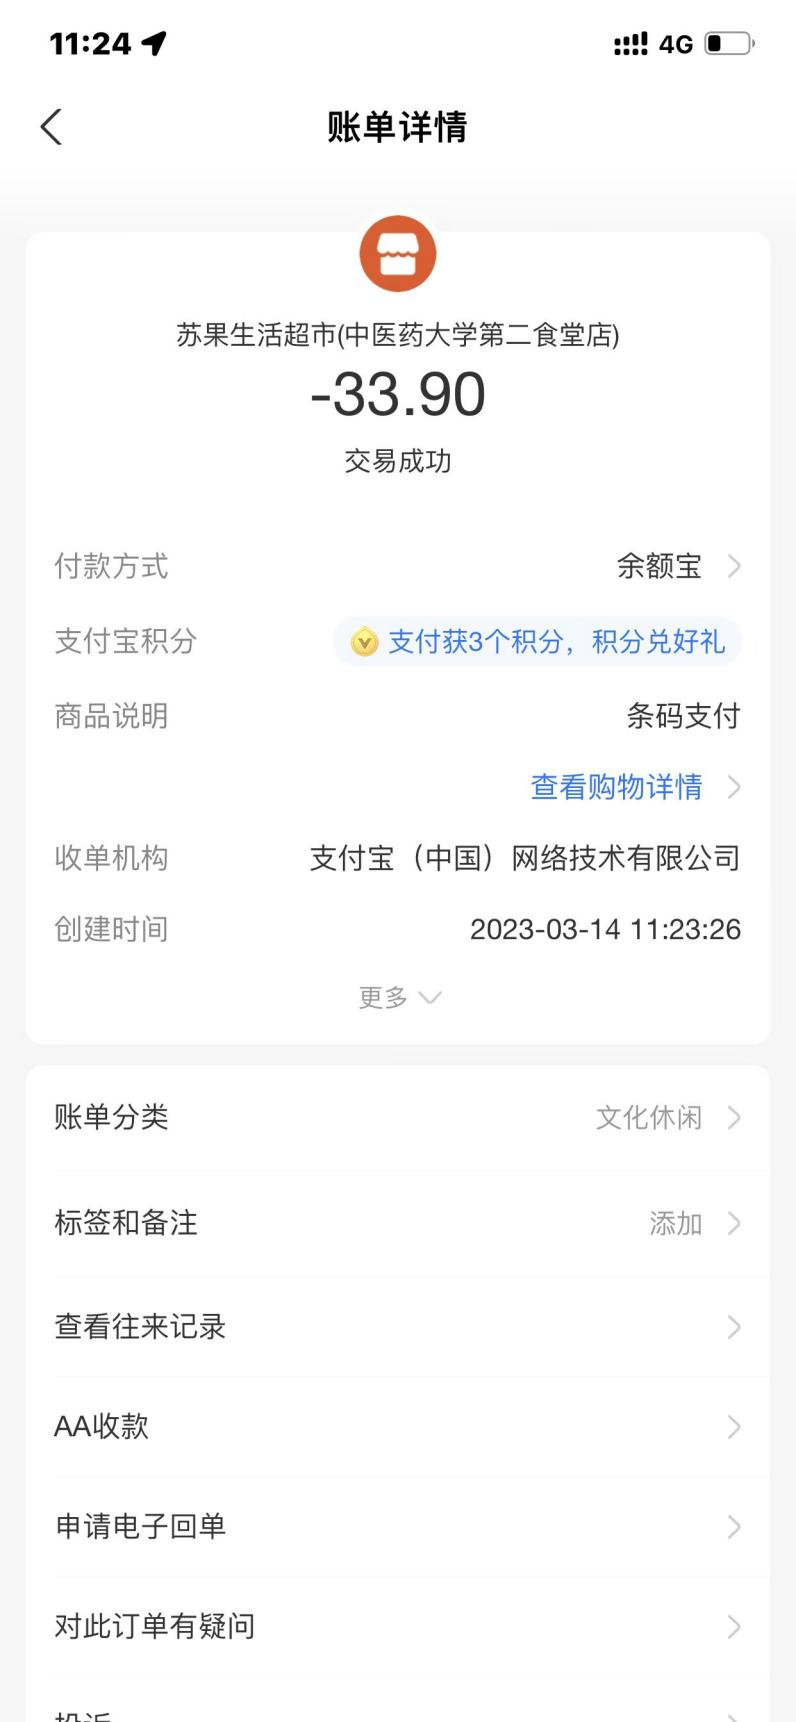 11:24 4G
账单详情
苏果生活超市(中医药大学第二食堂店)
-33.90
交易成功
付款方式 余额宝
支付宝积分 支付获3个积分，积分兑好礼
商品说明 条码支付
查看购物详情
收单机构 支付宝（中国）网络技术有限公司
创建时间 2023-03-14 11:23:26
更多
账单分类 文化休闲
标签和备注 添加
查看往来记录
AA收款
申请电子回单
对此订单有疑问
投诉